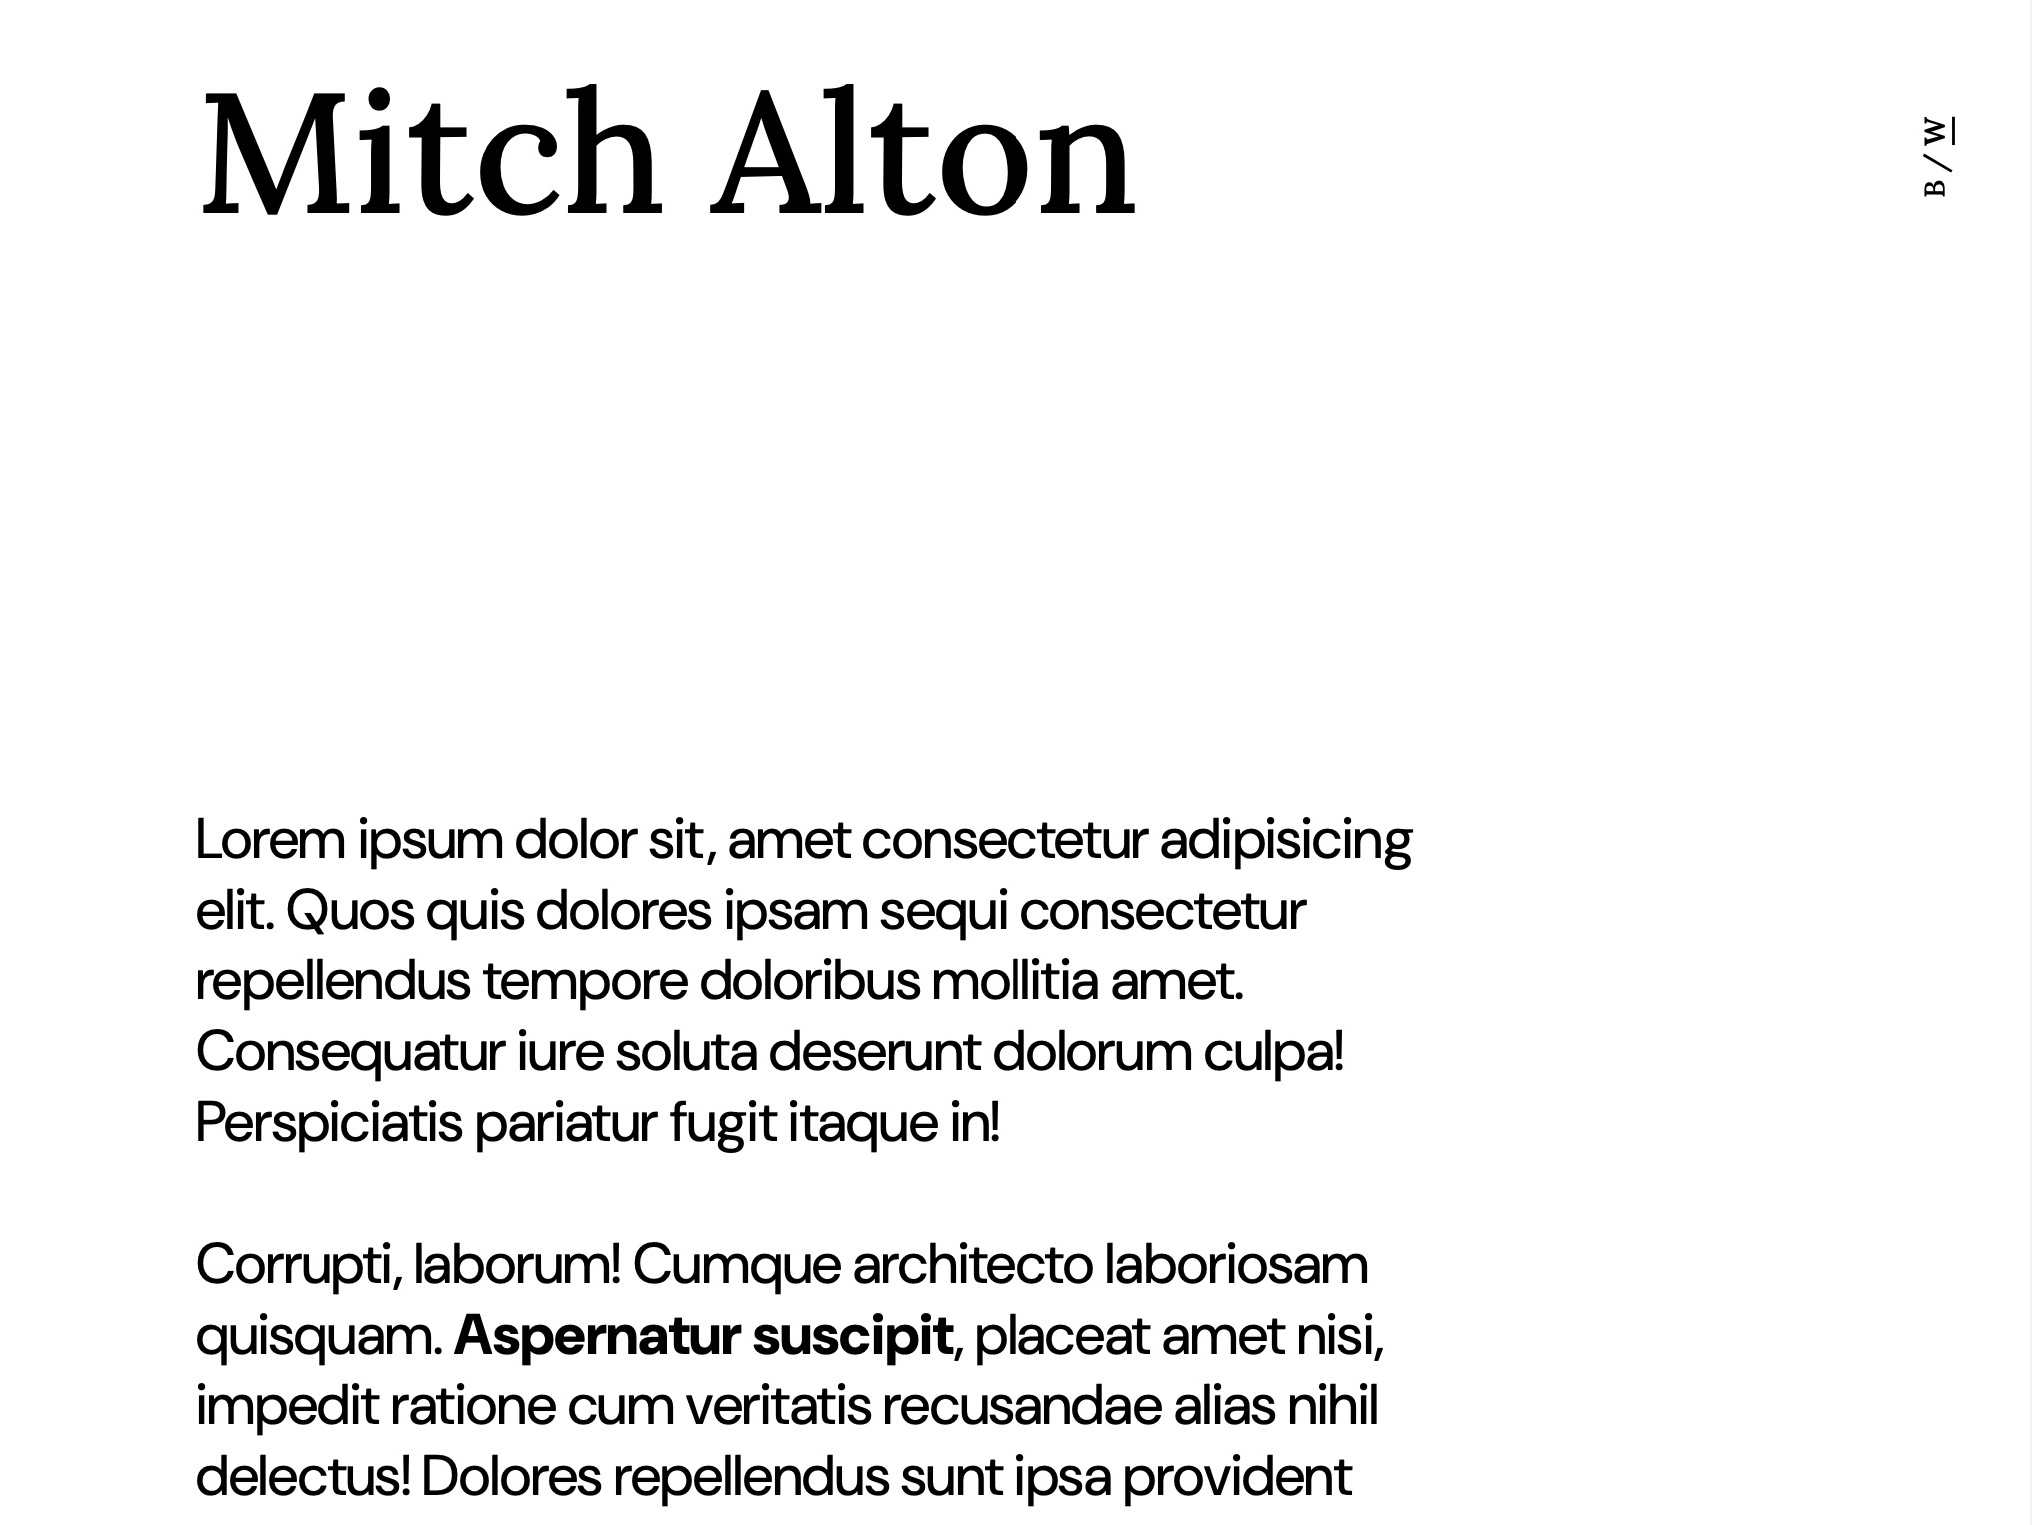 Mitch Alton
B / W
Lorem ipsum dolor sit, amet consectetur adipisicing
elit. Quos quis dolores ipsam sequi consectetur
repellendus tempore doloribus mollitia amet.
Consequatur iure soluta deserunt dolorum culpa!
Perspiciatis pariatur fugit itaque in!
Corrupti, laborum! Cumque architecto laboriosam
quisquam. Aspernatur suscipit, placeat amet nisi,
impedit ratione cum veritatis recusandae alias nihil
delectus! Dolores repellendus sunt ipsa provident